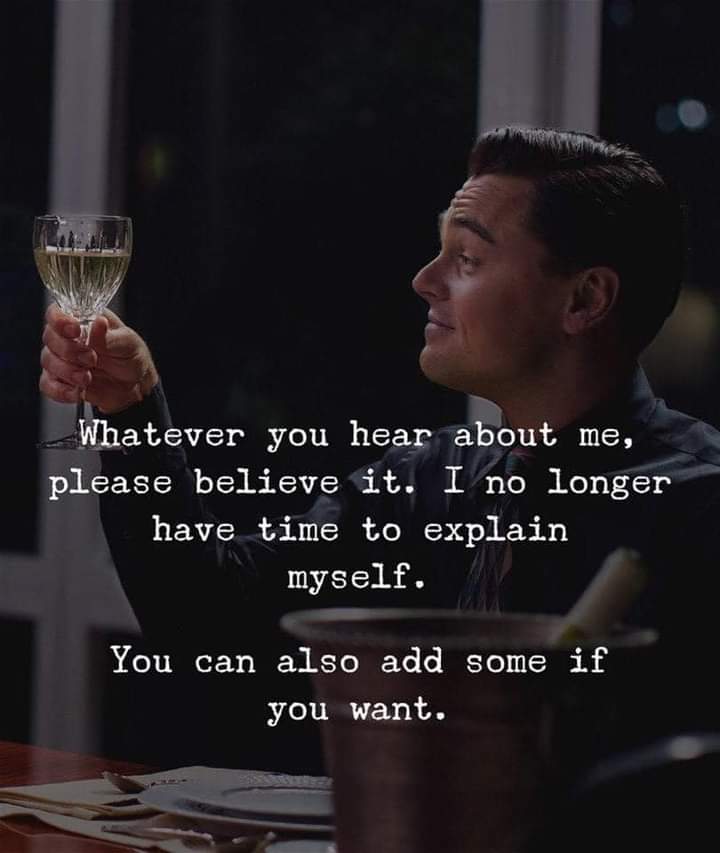 Whatever you hear about me,
please believe it. I no longer
have time to explain
myself.
You can also add some if
you want.